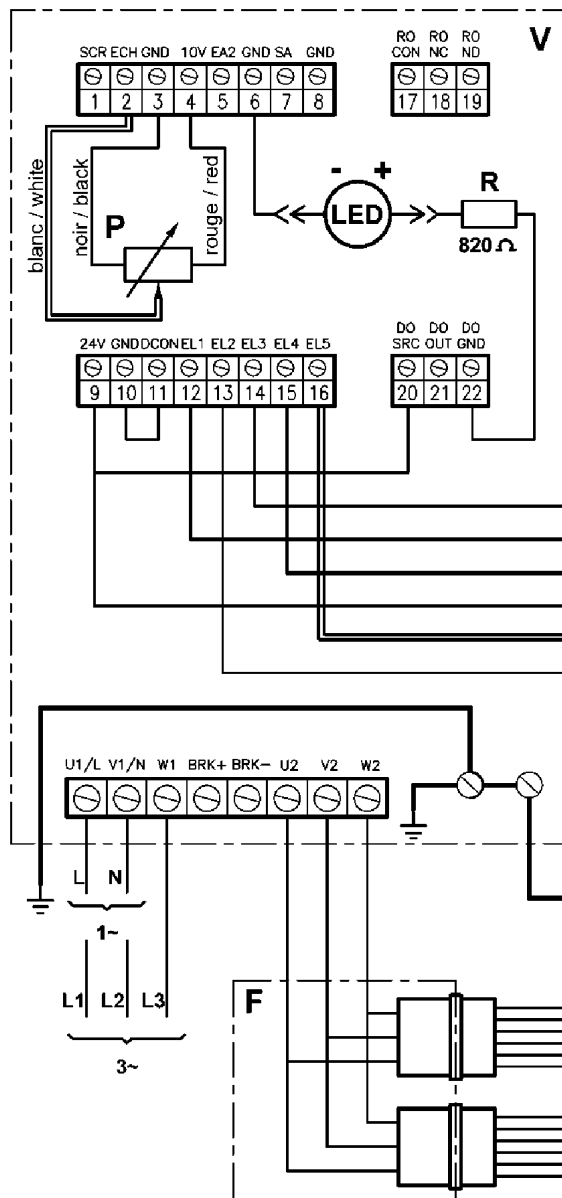 V
RO RO RO
CON NC ND
SCR ECH GND 10V EA2 GND SA GND
1 2 3 4 5 6 7 8
17 18 19
blanc / white
noir / black
rouge / red
P
- +
LED
R
820 Ω
24V GND DCON EL1 EL2 EL3 EL4 EL5
9 10 11 12 13 14 15 16
DO DO DO
SRC OUT GND
20 21 22
U1/L V1/N W1 BRK+ BRK− U2 V2 W2
L N
1~
L1 L2 L3
3~
F